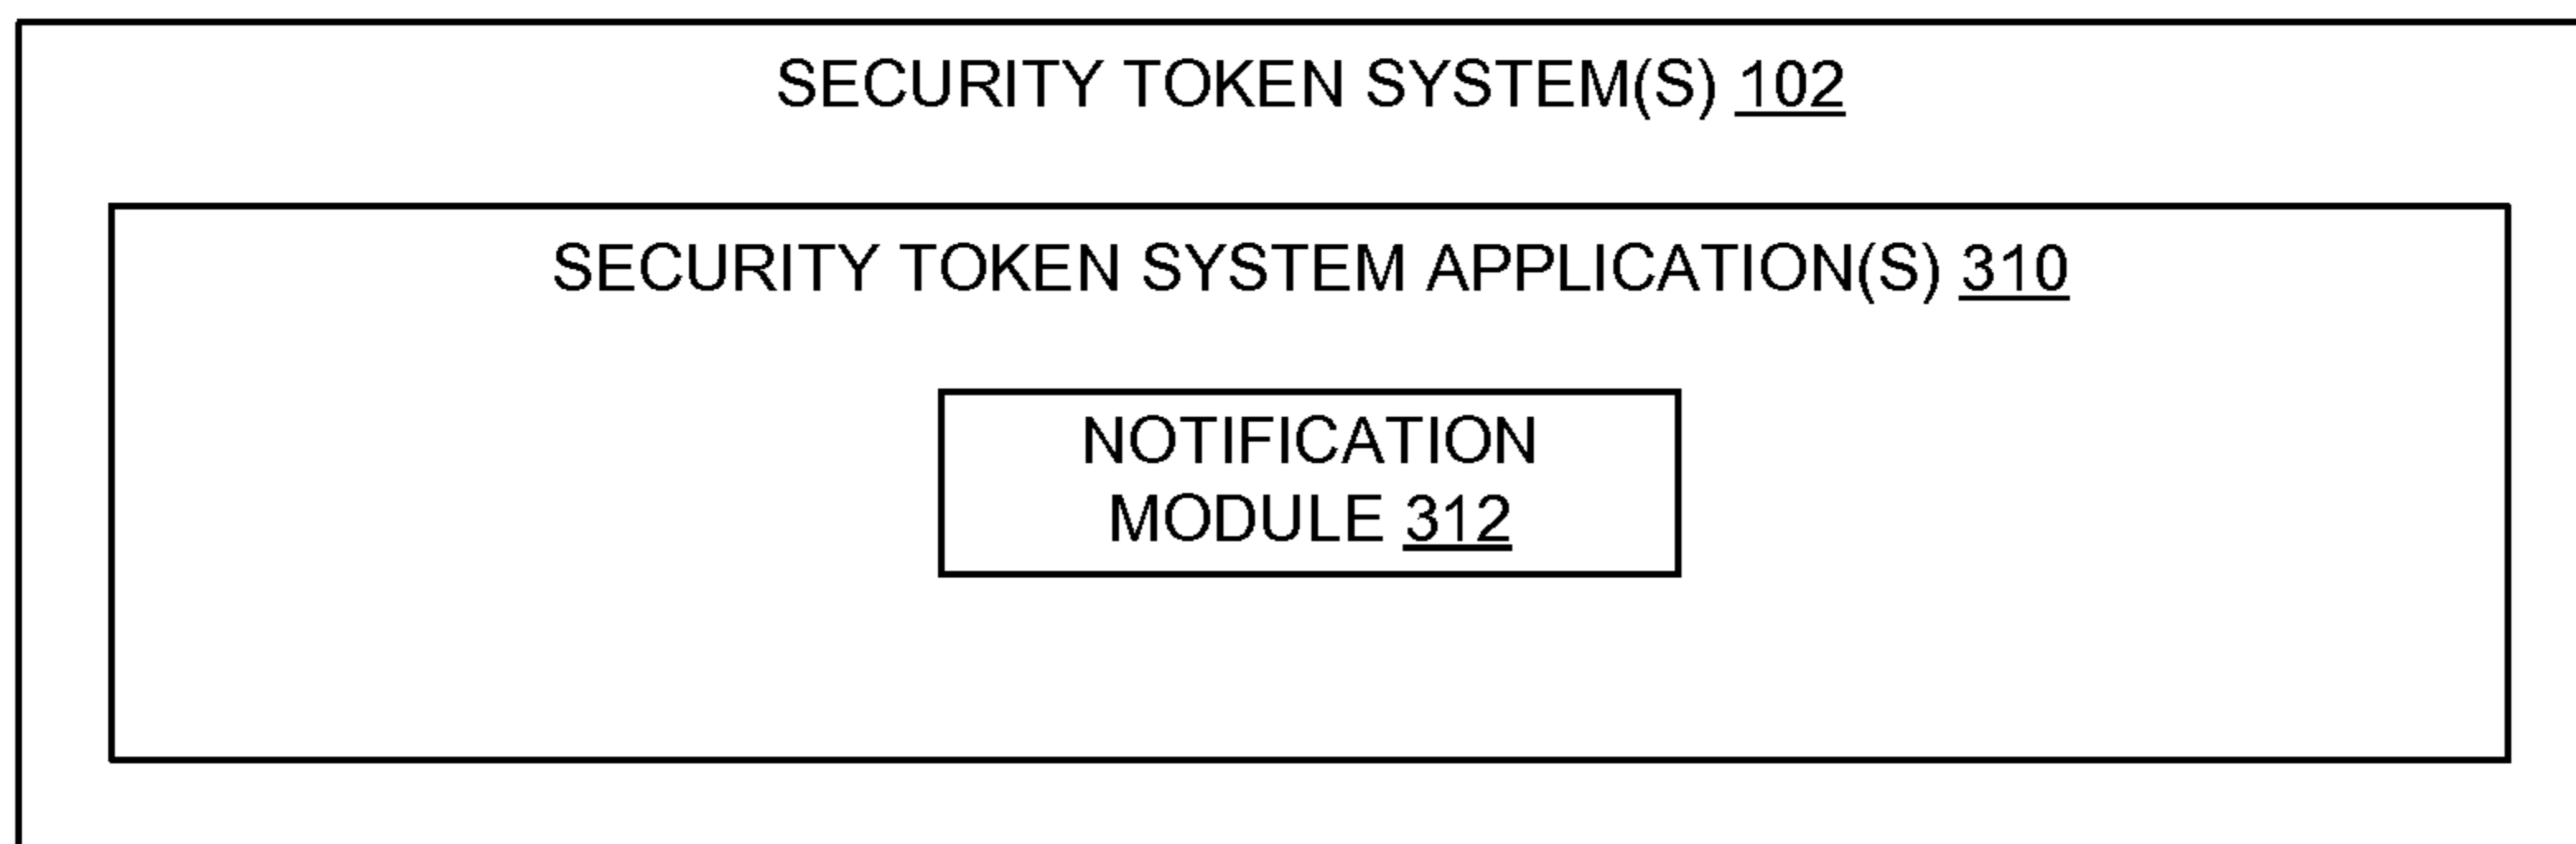 SECURITY TOKEN SYSTEM(S) 102
SECURITY TOKEN SYSTEM APPLICATION(S) 310
NOTIFICATION
MODULE 312